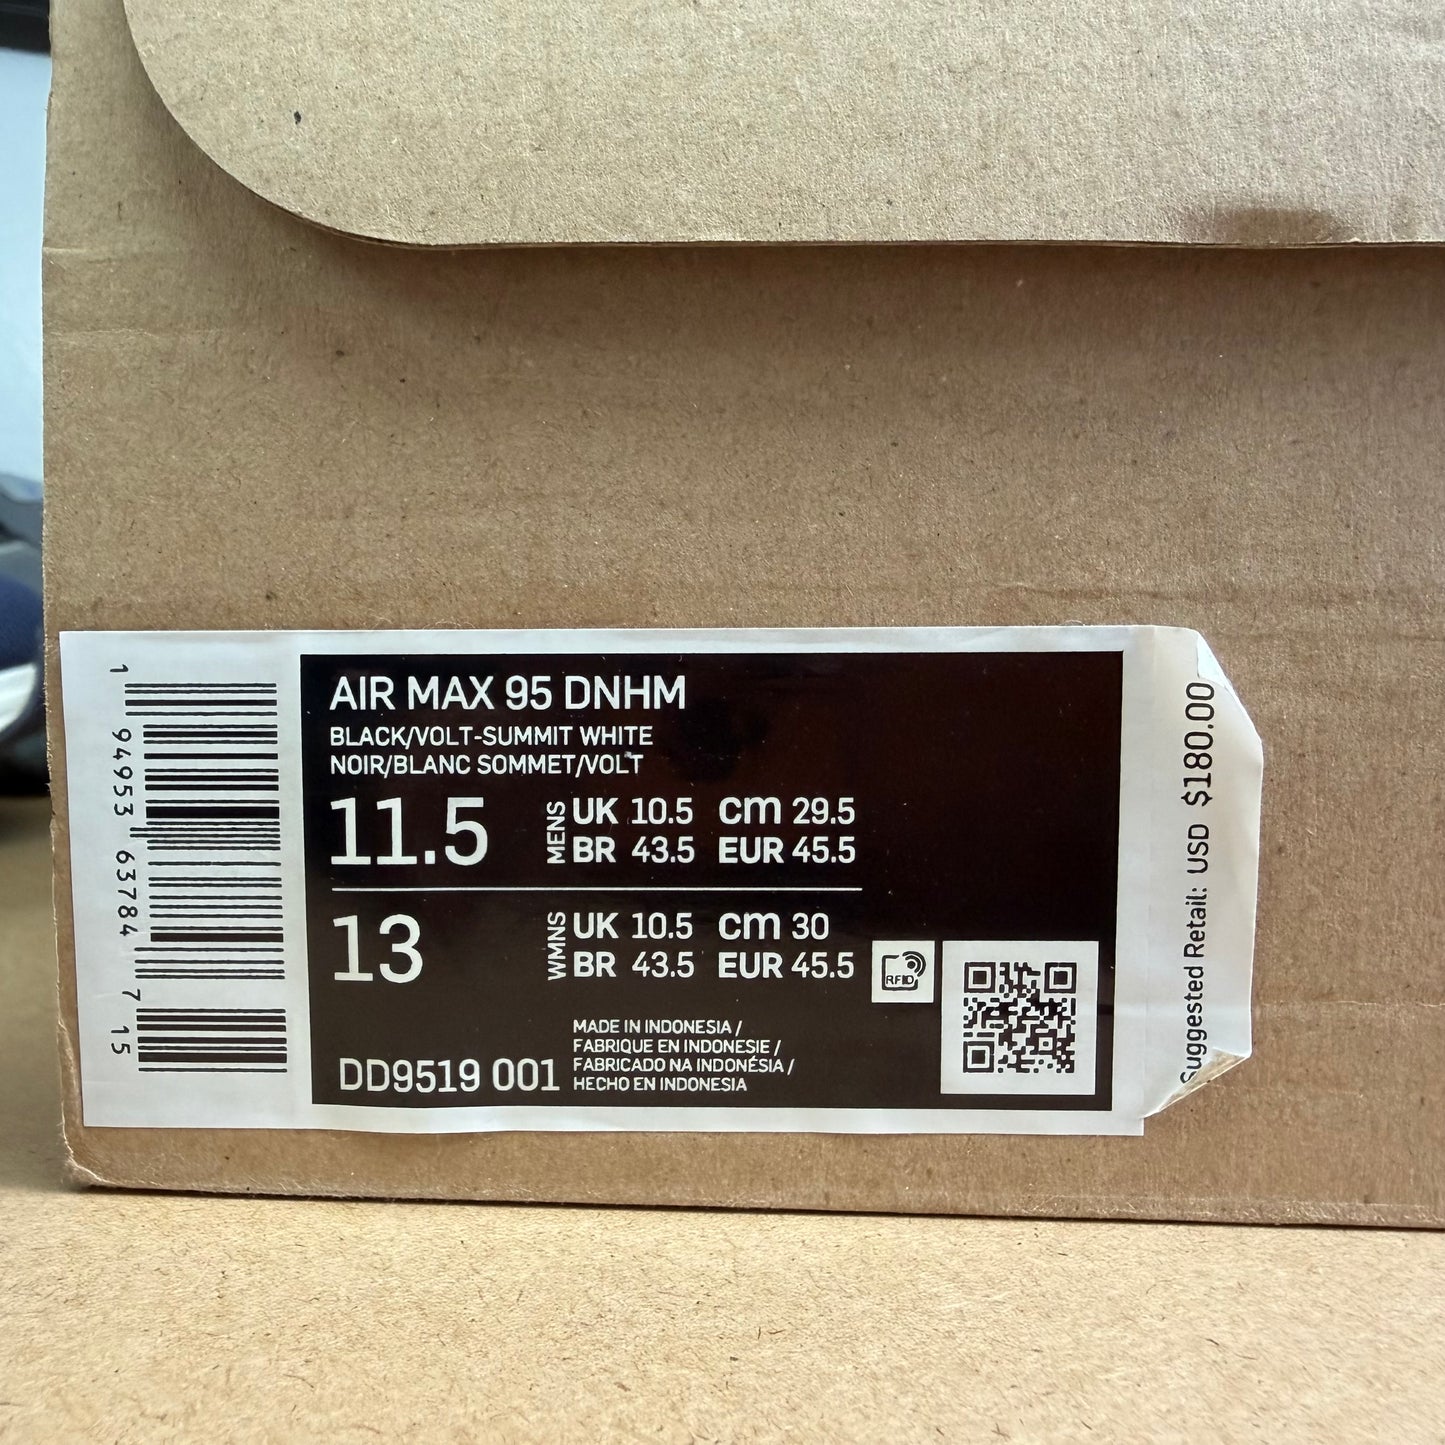 AIR MAX 95 DNHM
BLACK/VOLT-SUMMIT WHITE
NOIR/BLANC SOMMET/VOLT
11.5 MENS UK 10.5 CM 29.5
BR 43.5 EUR 45.5
13 WMNS UK 10.5 CM 30
BR 43.5 EUR 45.5
RFID
MADE IN INDONESIA /
FABRIQUE EN INDONESIE /
FABRICADO NA INDONÉSIA /
HECHO EN INDONESIA
DD9519 001
1 94953 63784 7 15
Suggested Retail: USD $180.00